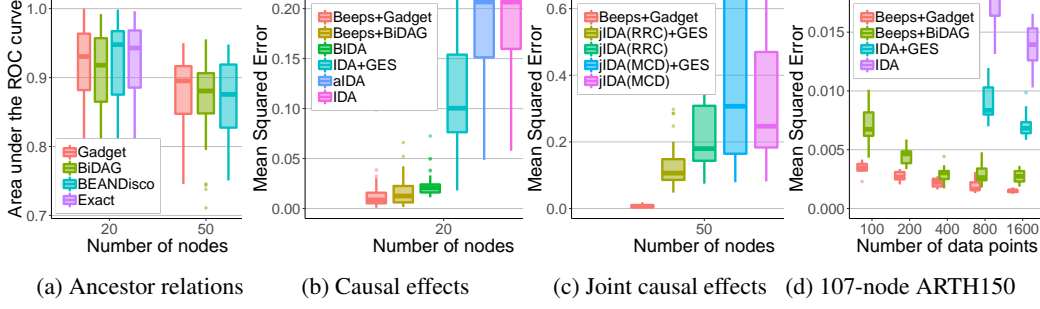 Area under the ROC curve
1.0
0.9
0.8
0.7
Gadget
BiDAG
BEANDisco
Exact
20
50
Number of nodes
(a) Ancestor relations
Mean Squared Error
0.20
0.15
0.10
0.05
0.00
Beeps+Gadget
Beeps+BiDAG
BIDA
IDA+GES
aIDA
IDA
20
Number of nodes
(b) Causal effects
Mean Squared Error
0.6
0.4
0.2
0.0
Beeps+Gadget
jIDA(RRC)+GES
jIDA(RRC)
jIDA(MCD)+GES
jIDA(MCD)
50
Number of nodes
(c) Joint causal effects
Mean Squared Error
0.015
0.010
0.005
0.000
Beeps+Gadget
Beeps+BiDAG
IDA+GES
IDA
100 200 400 800 1600
Number of data points
(d) 107-node ARTH150